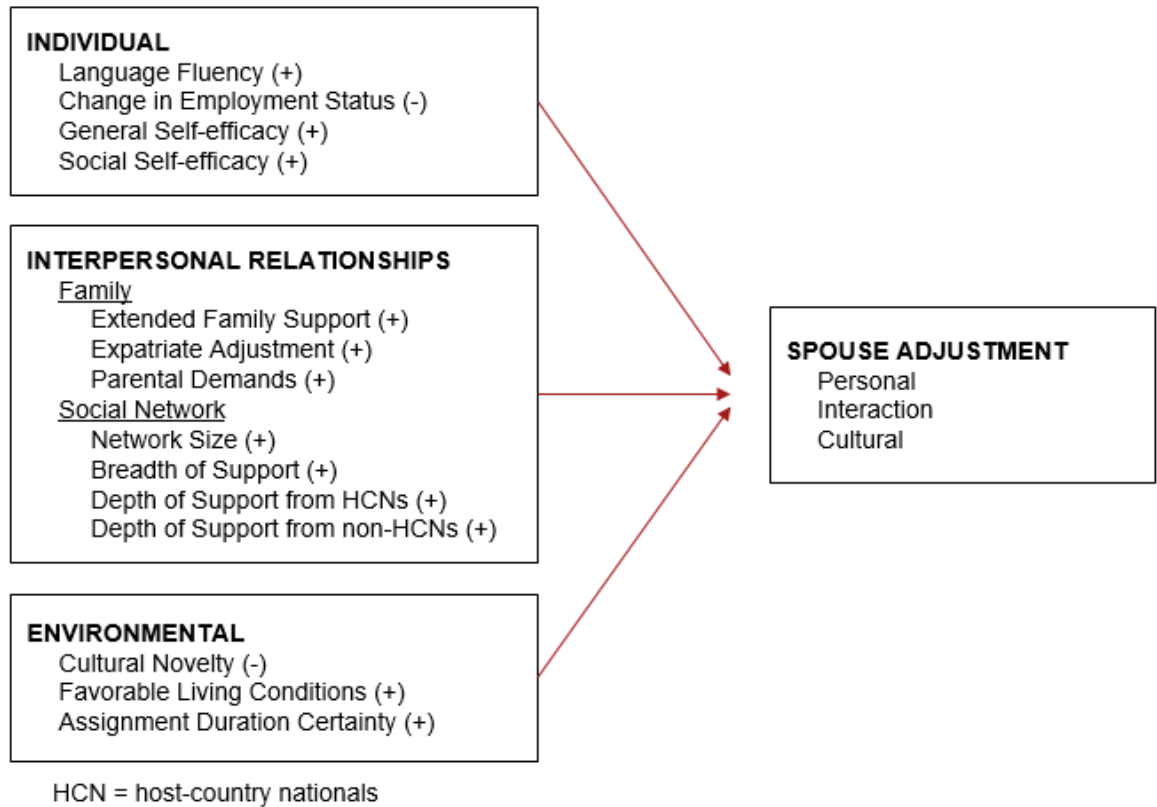 INDIVIDUAL
Language Fluency (+)
Change in Employment Status (-)
General Self-efficacy (+)
Social Self-efficacy (+)
INTERPERSONAL RELATIONSHIPS
Family
Extended Family Support (+)
Expatriate Adjustment (+)
Parental Demands (+)
Social Network
Network Size (+)
Breadth of Support (+)
Depth of Support from HCNs (+)
Depth of Support from non-HCNs (+)
ENVIRONMENTAL
Cultural Novelty (-)
Favorable Living Conditions (+)
Assignment Duration Certainty (+)
HCN = host-country nationals
SPOUSE ADJUSTMENT
Personal
Interaction
Cultural